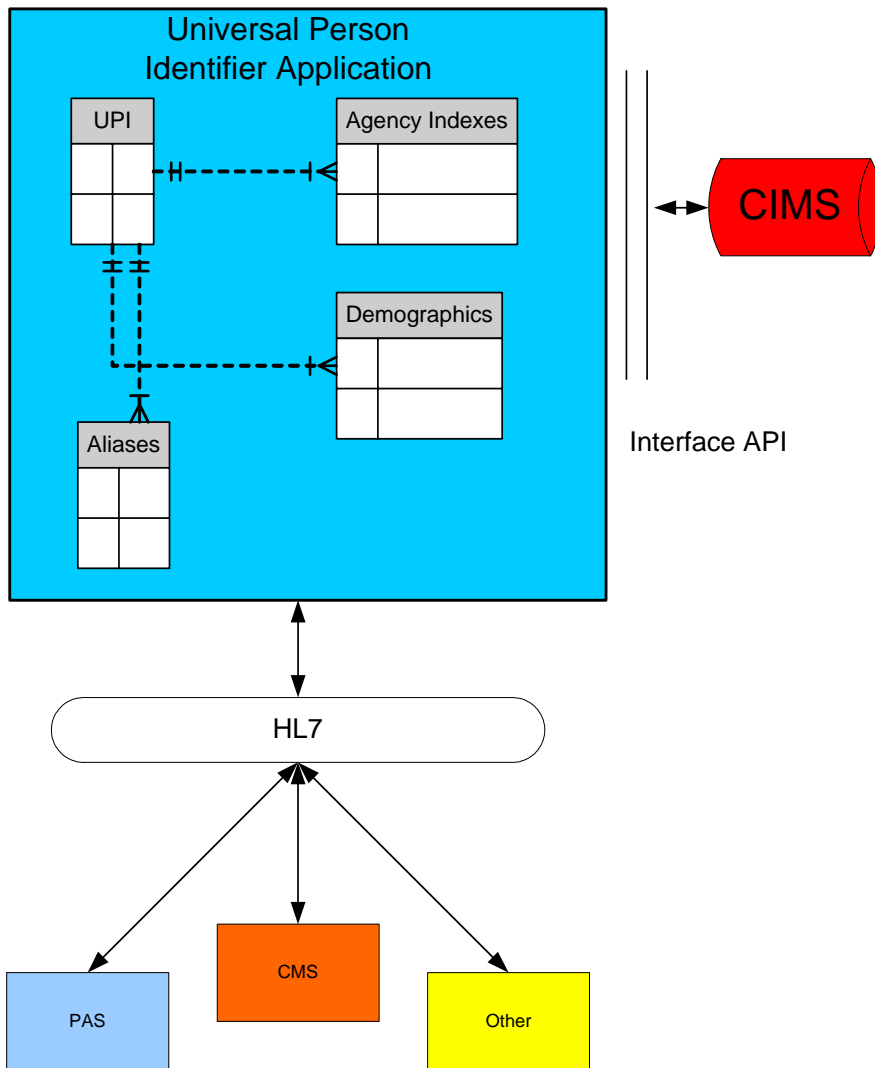 Universal Person
Identifier Application
UPI
Agency Indexes
CIMS
Demographics
Aliases
Interface API
HL7
CMS
PAS
Other